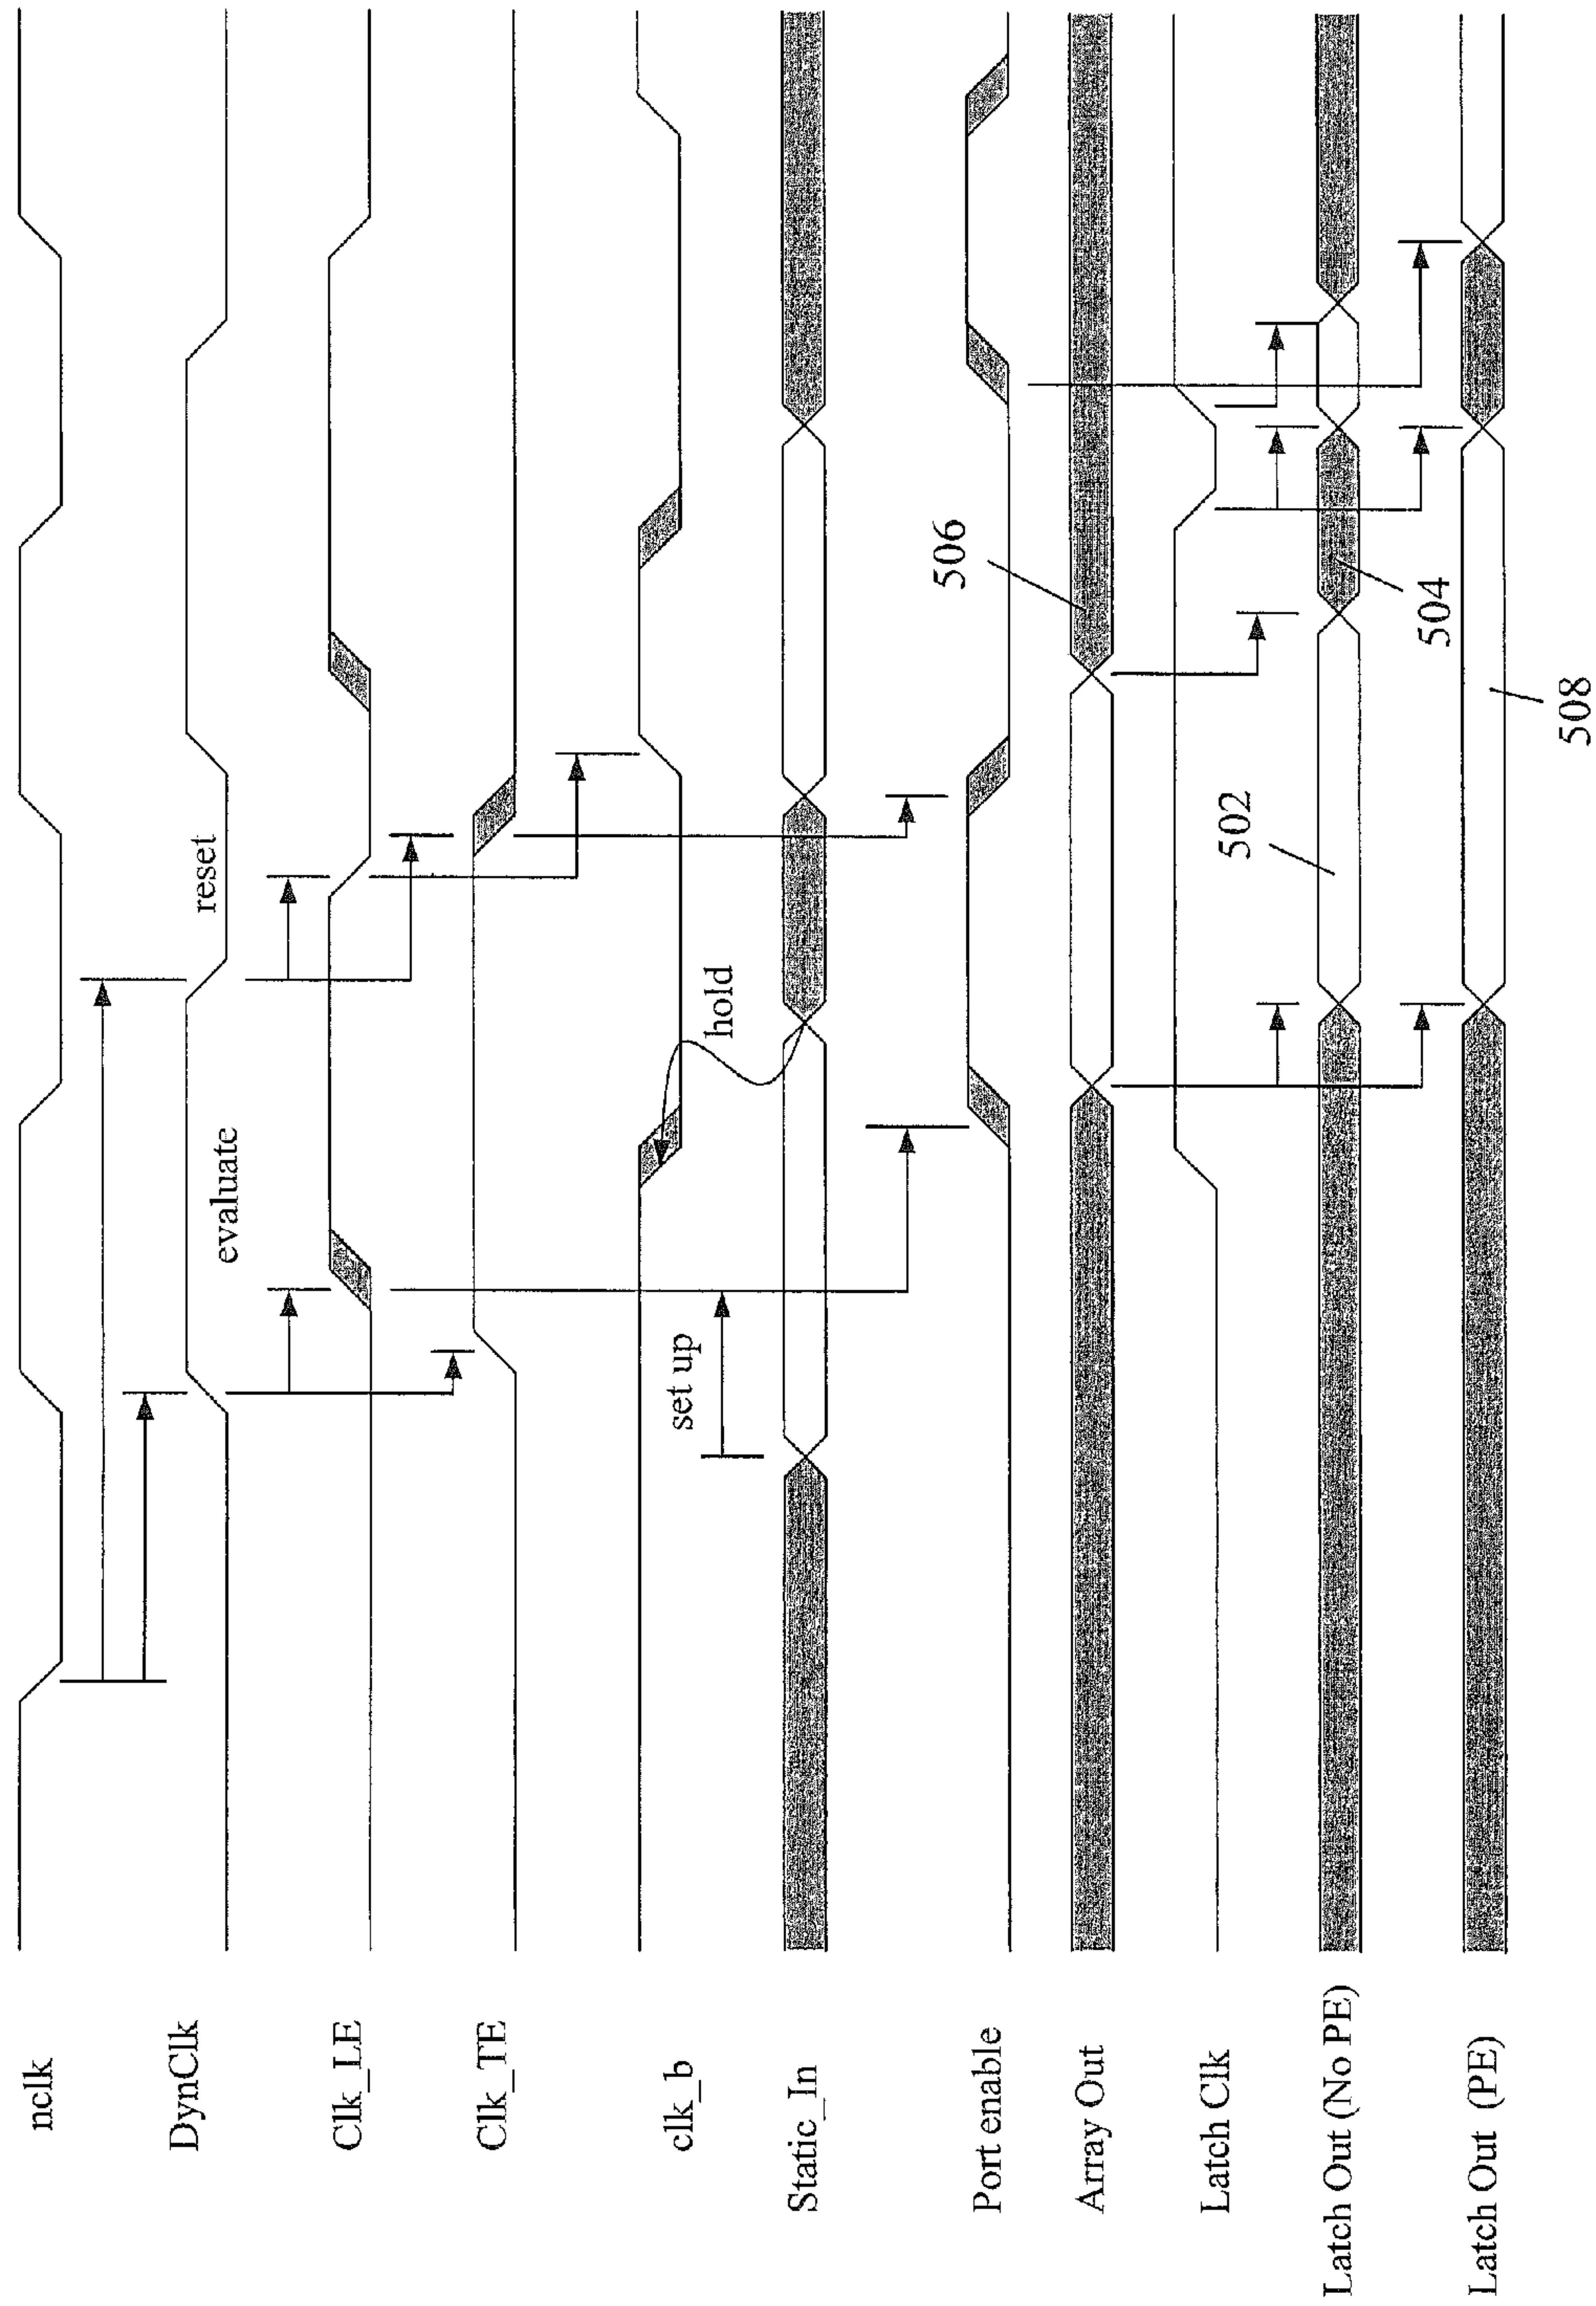 nclk
DynClk
evaluate
reset
Clk_LE
Clk_TE
clk_b
set up
hold
Static_In
Port enable
506
Array Out
Latch Clk
502
Latch Out (No PE)
504
Latch Out (PE)
508